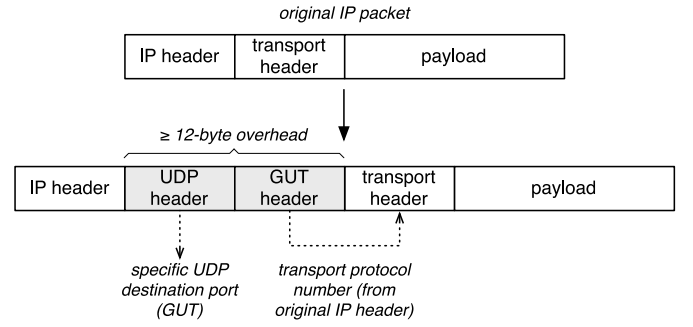 original IP packet
IP header
transport
header
payload
≥ 12-byte overhead
IP header
UDP
header
GUT
header
transport
header
payload
specific UDP
destination port
(GUT)
transport protocol
number (from
original IP header)